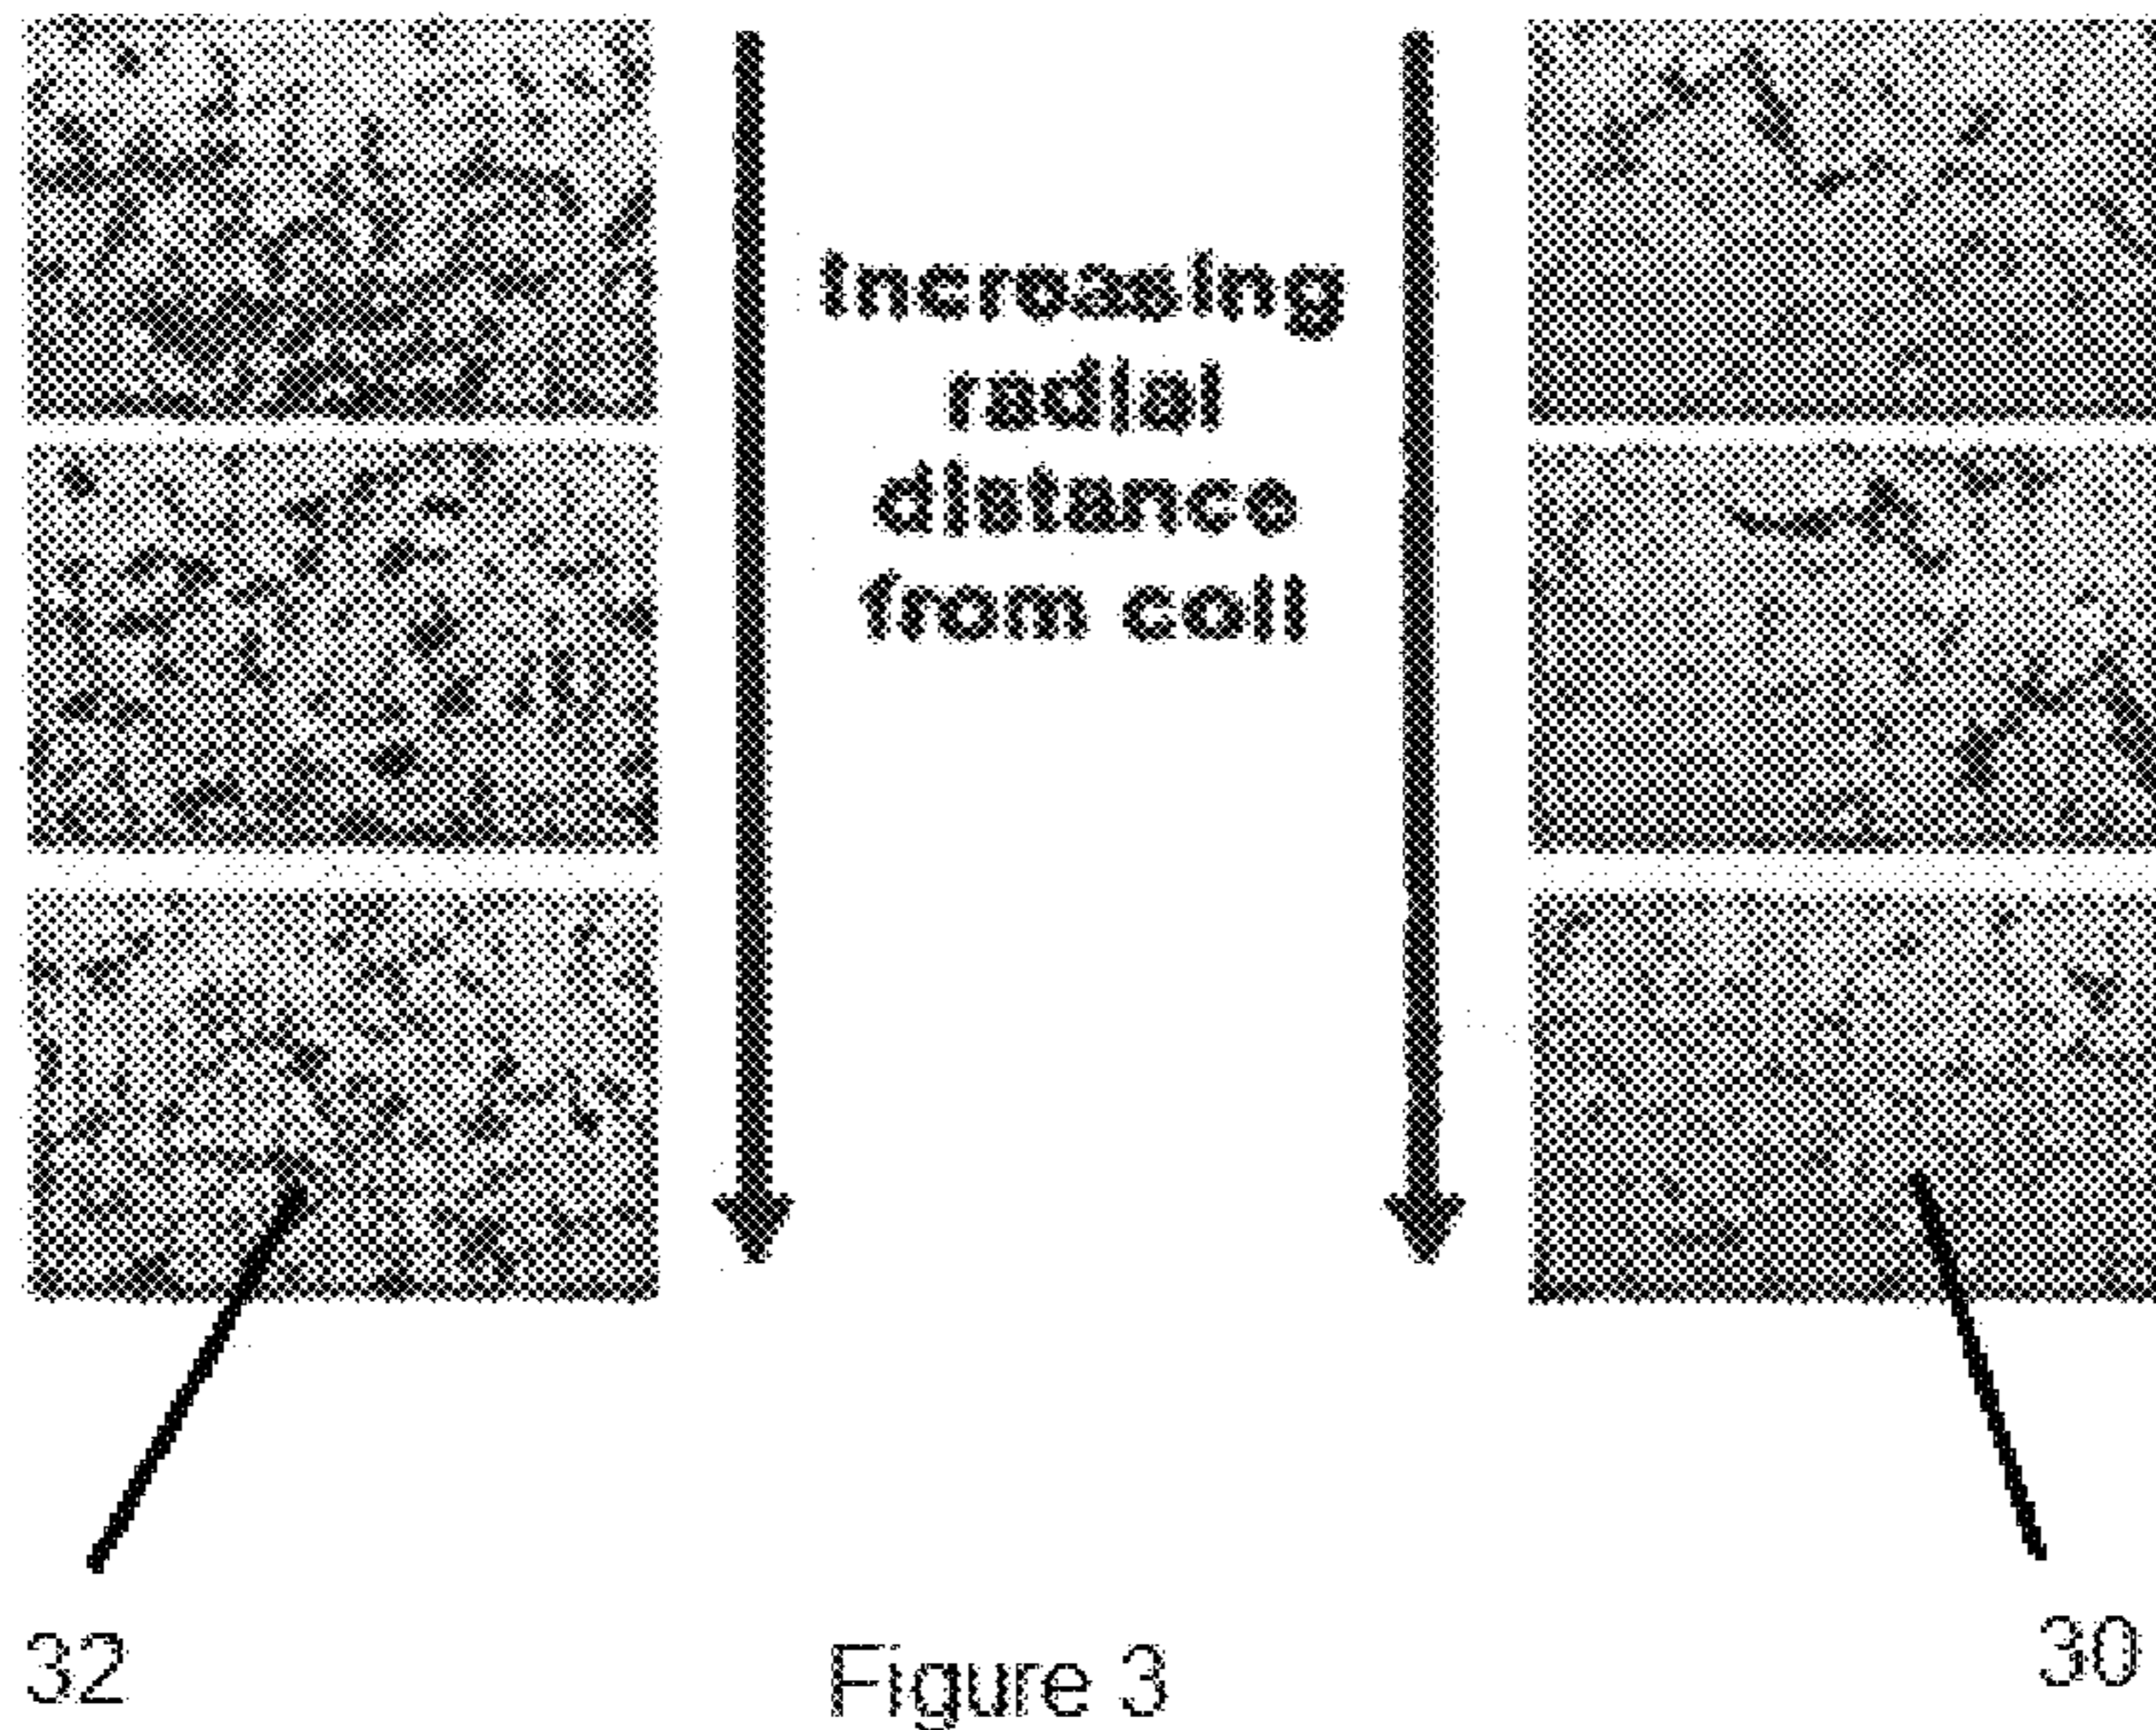 Increasing
radial
distance
from coil
32
Figure 3
30